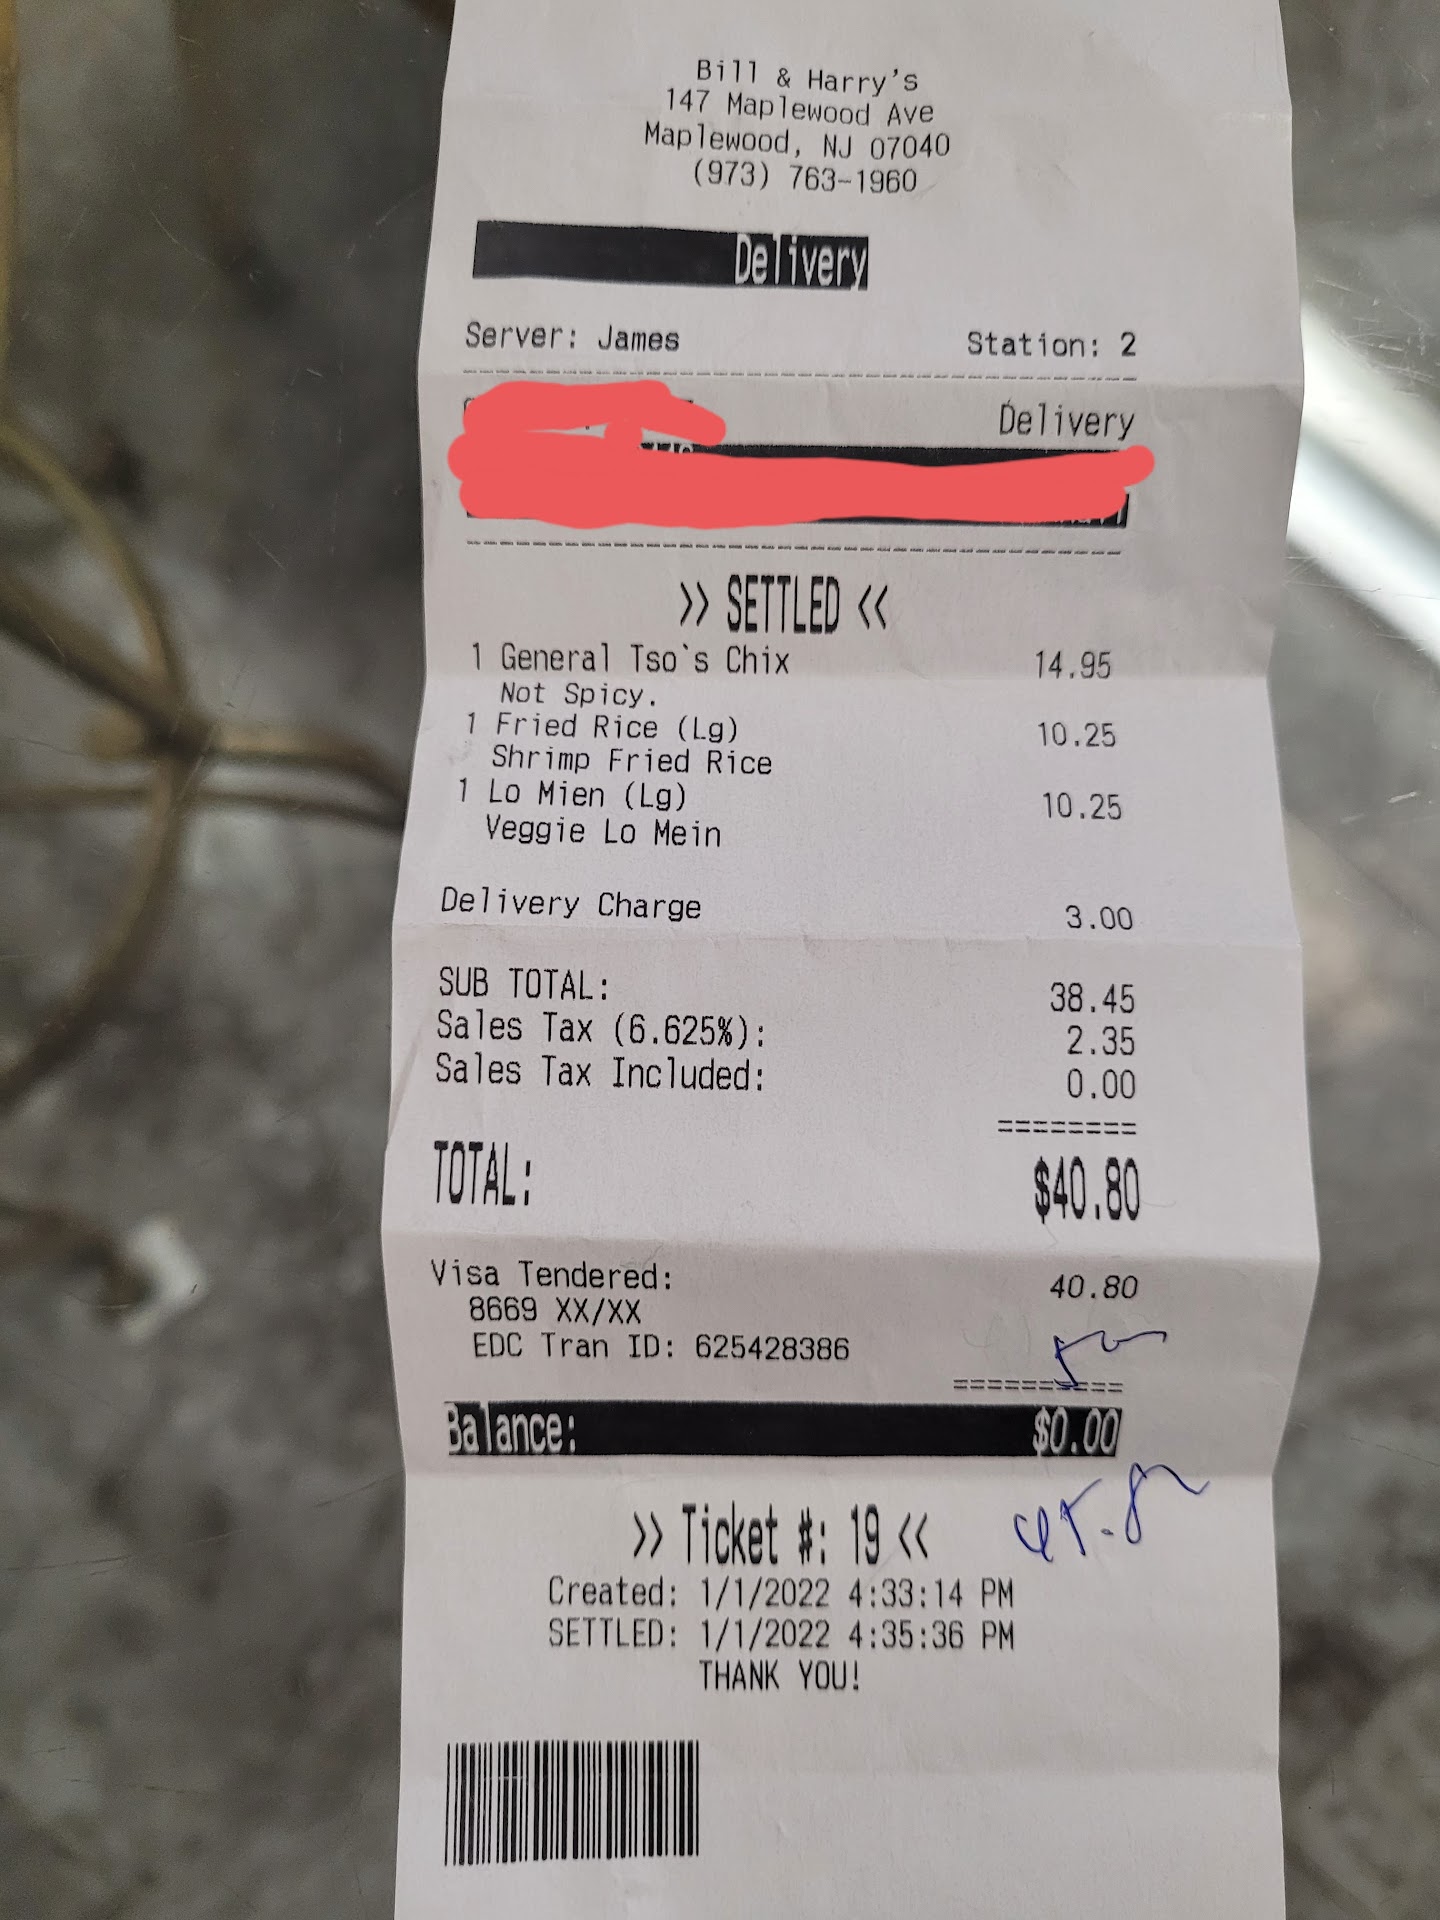 Bill & Harry's
147 Maplewood Ave
Maplewood, NJ 07040
(973) 763-1960
Delivery
Server: James Station: 2
Delivery
>> SETTLED <<
1 General Tso`s Chix 14.95
Not Spicy.
1 Fried Rice (Lg) 10.25
Shrimp Fried Rice
1 Lo Mien (Lg) 10.25
Veggie Lo Mein
Delivery Charge 3.00
SUB TOTAL: 38.45
Sales Tax (6.625%): 2.35
Sales Tax Included: 0.00
========
TOTAL: $40.80
Visa Tendered: 40.80
8669 XX/XX
EDC Tran ID: 625428386
==========
Balance: $0.00
>> Ticket #: 19 <<
Created: 1/1/2022 4:33:14 PM
SETTLED: 1/1/2022 4:35:36 PM
THANK YOU!